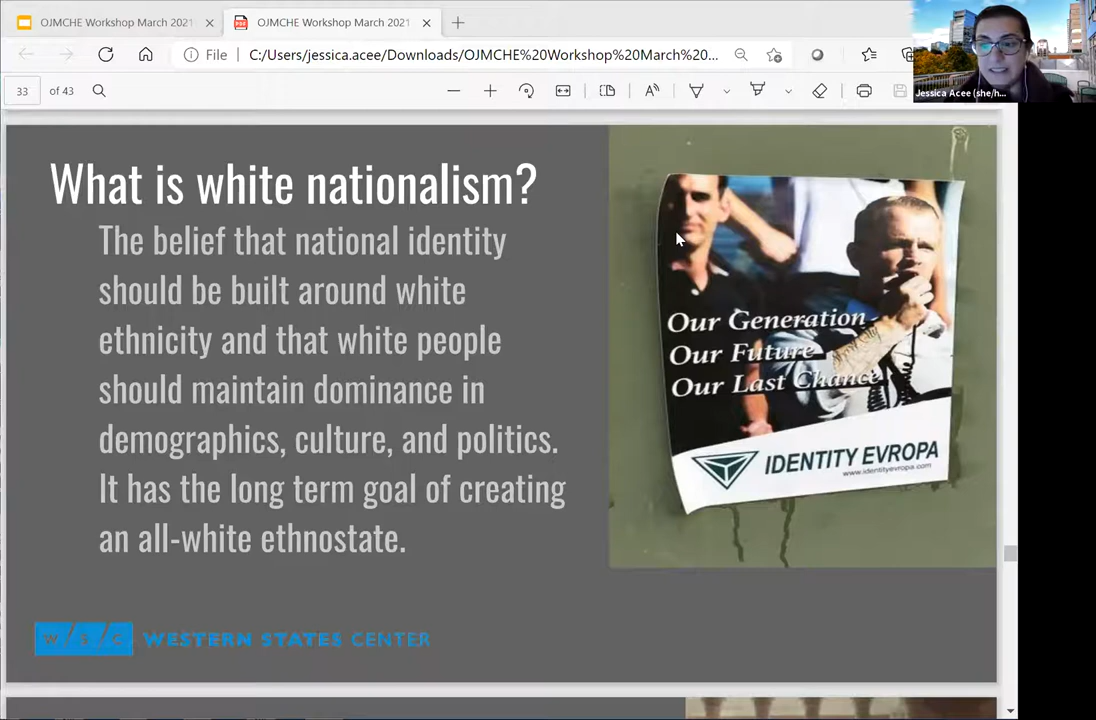 OJMCHE Workshop March 2021
OJMCHE Workshop March 2021
File
C:/Users/jessica.acee/Downloads/OJMCHE%20Workshop%20March%20...
33
of 43
Jessica Acee (she/h...
What is white nationalism?
The belief that national identity
should be built around white
ethnicity and that white people
should maintain dominance in
demographics, culture, and politics.
It has the long term goal of creating
an all-white ethnostate.
Our Generation
Our Future
Our Last Chance
IDENTITY EVROPA
www.identityevropa.com
W/S/C WESTERN STATES CENTER